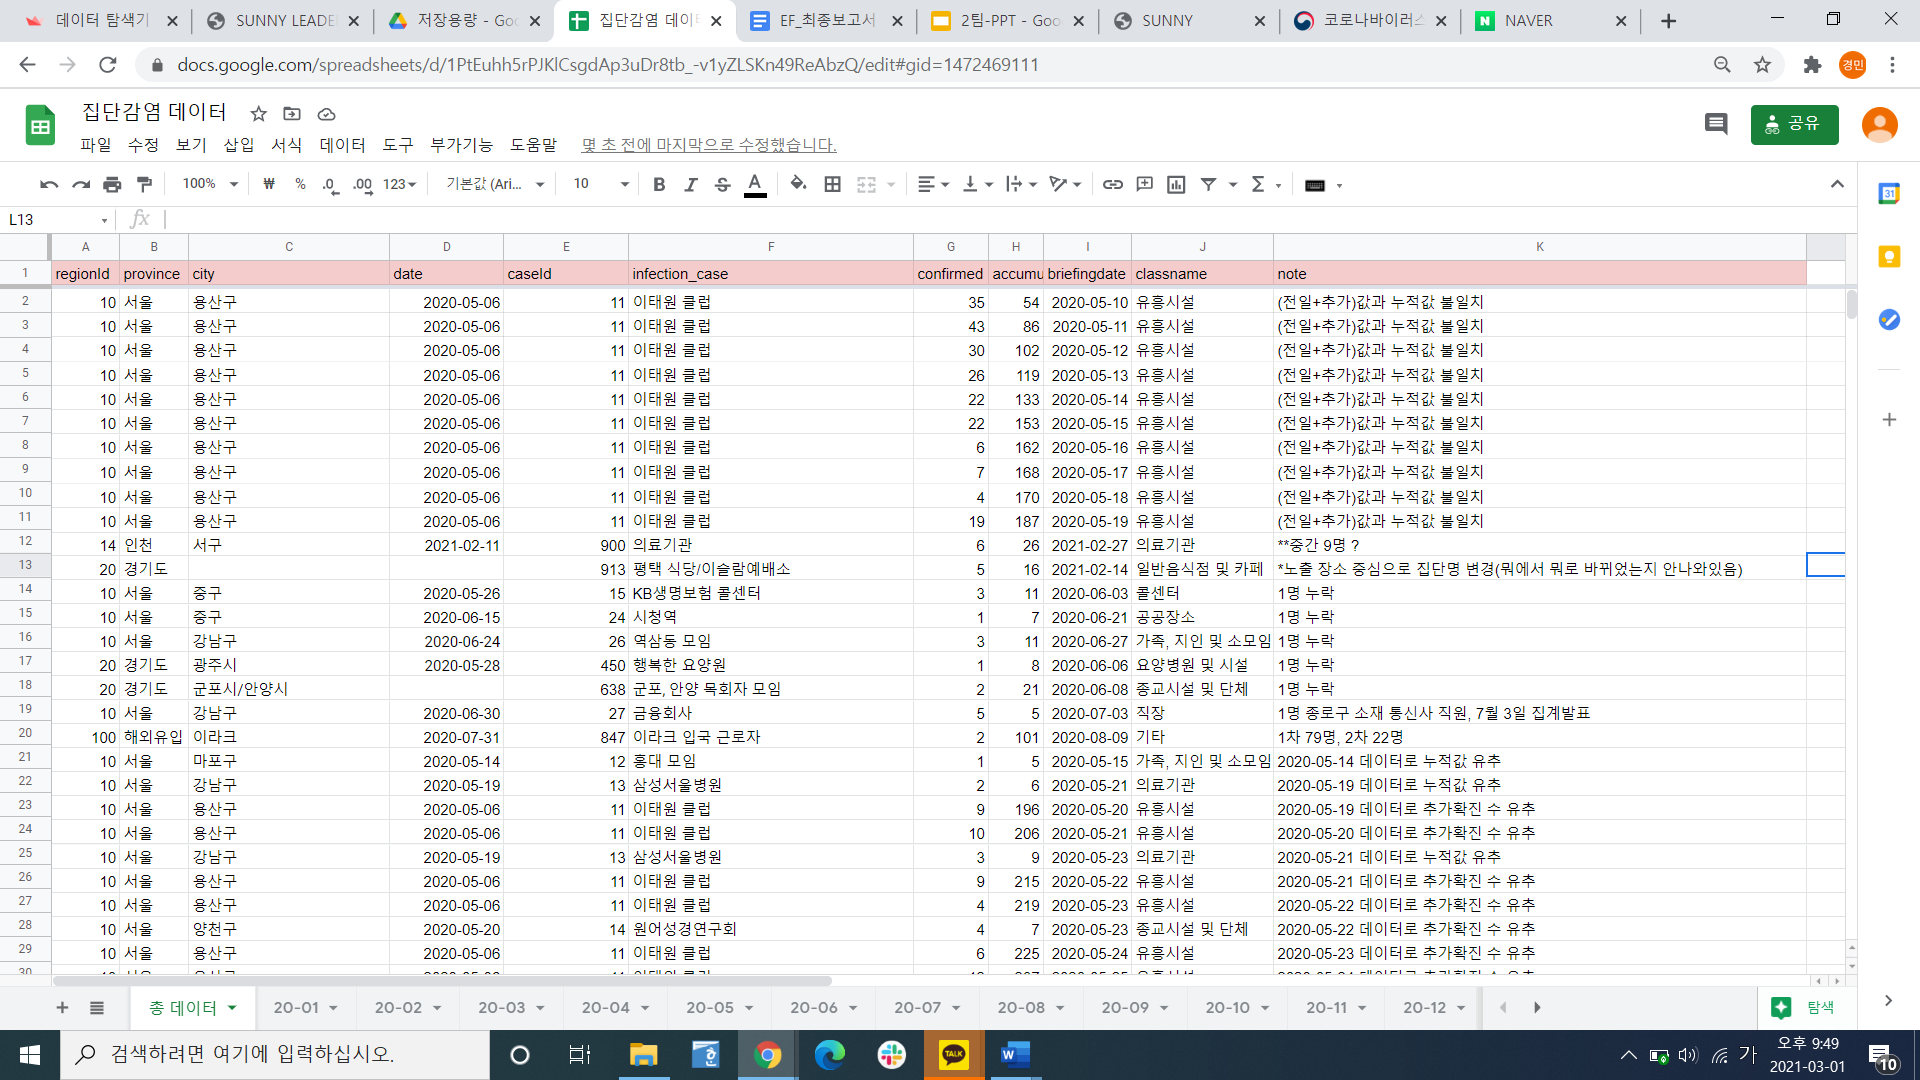 데이터 탐색기
SUNNY LEADE
저장용량 - Goo
집단감염 데이터
EF_최종보고서
2팀-PPT - Goo
SUNNY
코로나바이러스
NAVER
docs.google.com/spreadsheets/d/1PtEuhh5rPJKlCsgdAp3uDr8tb_-v1yZLSKn49ReAbzQ/edit#gid=1472469111
경민
집단감염 데이터
파일 수정 보기 삽입 서식 데이터 도구 부가기능 도움말 몇 초 전에 마지막으로 수정했습니다.
공유
100% ₩ % .0 .00 123 기본값 (Ari... 10 B I S A Σ
31
L13 fx
A B C D E F G H I J K
1 regionId province city date caseId infection_case confirmed accumu briefingdate classname note
2 10 서울 용산구 2020-05-06 11 이태원 클럽 35 54 2020-05-10 유흥시설 (전일+추가)값과 누적값 불일치
3 10 서울 용산구 2020-05-06 11 이태원 클럽 43 86 2020-05-11 유흥시설 (전일+추가)값과 누적값 불일치
4 10 서울 용산구 2020-05-06 11 이태원 클럽 30 102 2020-05-12 유흥시설 (전일+추가)값과 누적값 불일치
5 10 서울 용산구 2020-05-06 11 이태원 클럽 26 119 2020-05-13 유흥시설 (전일+추가)값과 누적값 불일치
6 10 서울 용산구 2020-05-06 11 이태원 클럽 22 133 2020-05-14 유흥시설 (전일+추가)값과 누적값 불일치
7 10 서울 용산구 2020-05-06 11 이태원 클럽 22 153 2020-05-15 유흥시설 (전일+추가)값과 누적값 불일치
8 10 서울 용산구 2020-05-06 11 이태원 클럽 6 162 2020-05-16 유흥시설 (전일+추가)값과 누적값 불일치
9 10 서울 용산구 2020-05-06 11 이태원 클럽 7 168 2020-05-17 유흥시설 (전일+추가)값과 누적값 불일치
10 10 서울 용산구 2020-05-06 11 이태원 클럽 4 170 2020-05-18 유흥시설 (전일+추가)값과 누적값 불일치
11 10 서울 용산구 2020-05-06 11 이태원 클럽 19 187 2020-05-19 유흥시설 (전일+추가)값과 누적값 불일치
12 14 인천 서구 2021-02-11 900 의료기관 6 26 2021-02-27 의료기관 **중간 9명 ?
13 20 경기도 913 평택 식당/이슬람예배소 5 16 2021-02-14 일반음식점 및 카페 *노출 장소 중심으로 집단명 변경(뭐에서 뭐로 바뀌었는지 안나와있음)
14 10 서울 중구 2020-05-26 15 KB생명보험 콜센터 3 11 2020-06-03 콜센터 1명 누락
15 10 서울 중구 2020-06-15 24 시청역 1 7 2020-06-21 공공장소 1명 누락
16 10 서울 강남구 2020-06-24 26 역삼동 모임 3 11 2020-06-27 가족, 지인 및 소모임 1명 누락
17 20 경기도 광주시 2020-05-28 450 행복한 요양원 1 8 2020-06-06 요양병원 및 시설 1명 누락
18 20 경기도 군포시/안양시 638 군포, 안양 목회자 모임 2 21 2020-06-08 종교시설 및 단체 1명 누락
19 10 서울 강남구 2020-06-30 27 금융회사 5 5 2020-07-03 직장 1명 종로구 소재 통신사 직원, 7월 3일 집계발표
20 100 해외유입 이라크 2020-07-31 847 이라크 입국 근로자 2 101 2020-08-09 기타 1차 79명, 2차 22명
21 10 서울 마포구 2020-05-14 12 홍대 모임 1 5 2020-05-15 가족, 지인 및 소모임 2020-05-14 데이터로 누적값 유추
22 10 서울 강남구 2020-05-19 13 삼성서울병원 2 6 2020-05-21 의료기관 2020-05-19 데이터로 누적값 유추
23 10 서울 용산구 2020-05-06 11 이태원 클럽 9 196 2020-05-20 유흥시설 2020-05-19 데이터로 추가확진 수 유추
24 10 서울 용산구 2020-05-06 11 이태원 클럽 10 206 2020-05-21 유흥시설 2020-05-20 데이터로 추가확진 수 유추
25 10 서울 강남구 2020-05-19 13 삼성서울병원 3 9 2020-05-23 의료기관 2020-05-21 데이터로 누적값 유추
26 10 서울 용산구 2020-05-06 11 이태원 클럽 9 215 2020-05-22 유흥시설 2020-05-21 데이터로 추가확진 수 유추
27 10 서울 용산구 2020-05-06 11 이태원 클럽 4 219 2020-05-23 유흥시설 2020-05-22 데이터로 추가확진 수 유추
28 10 서울 양천구 2020-05-20 14 원어성경연구회 4 7 2020-05-23 종교시설 및 단체 2020-05-22 데이터로 추가확진 수 유추
29 10 서울 용산구 2020-05-06 11 이태원 클럽 6 225 2020-05-24 유흥시설 2020-05-23 데이터로 추가확진 수 유추
30
총 데이터 20-01 20-02 20-03 20-04 20-05 20-06 20-07 20-08 20-09 20-10 20-11 20-12 탐색
검색하려면 여기에 입력하십시오.
TALK
가
오후 9:49
2021-03-01
10